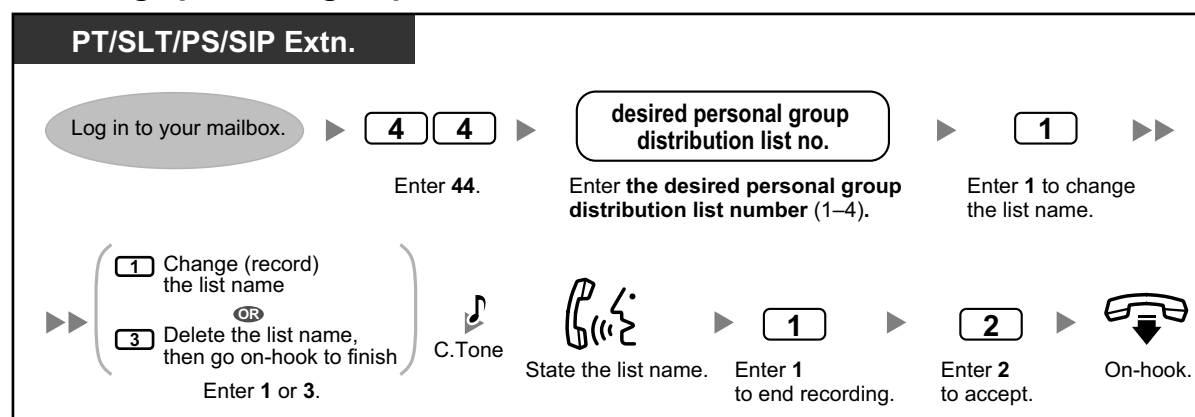 PT/SLT/PS/SIP Extn.
Log in to your mailbox.
4 4
Enter 44.
desired personal group
distribution list no.
Enter the desired personal group
distribution list number (1–4).
1
Enter 1 to change
the list name.
1 Change (record)
the list name
OR
3 Delete the list name,
then go on-hook to finish
Enter 1 or 3.
C.Tone
State the list name.
1
Enter 1
to end recording.
2
Enter 2
to accept.
On-hook.